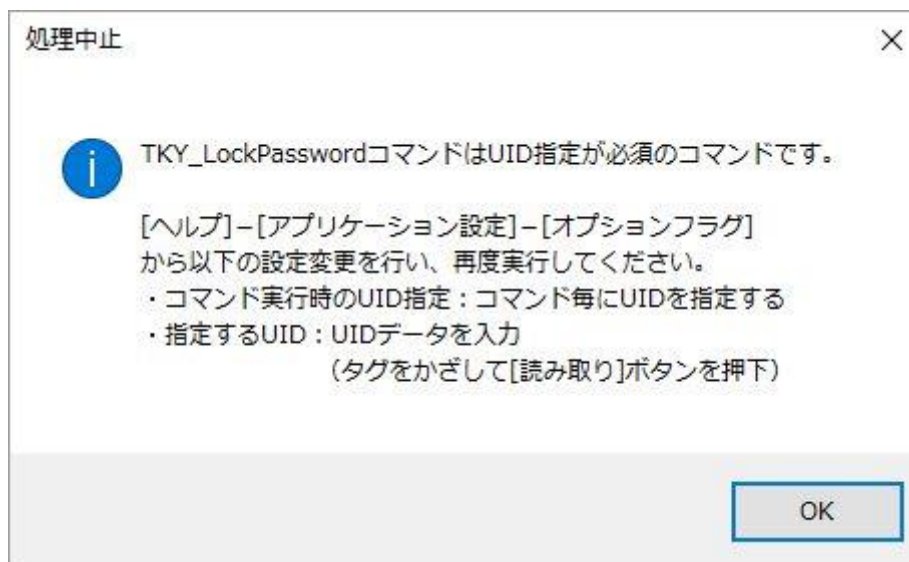 処理中止
TKY_LockPasswordコマンドはUID指定が必須のコマンドです。
[ヘルプ]－[アプリケーション設定]－[オプションフラグ]
から以下の設定変更を行い、再度実行してください。
・コマンド実行時のUID指定：コマンド毎にUIDを指定する
・指定するUID：UIDデータを入力
（タグをかざして[読み取り]ボタンを押下）
OK